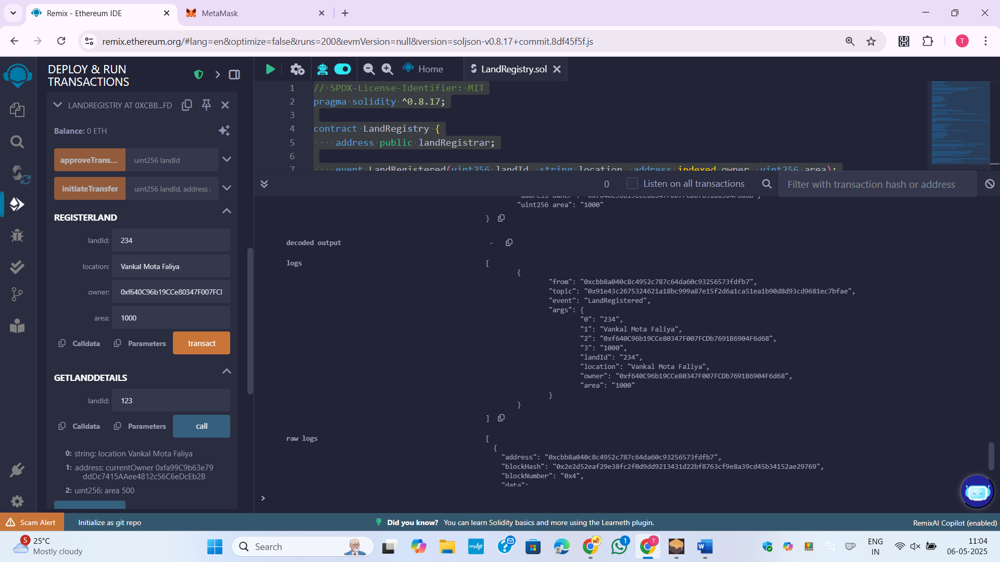 Remix - Ethereum IDE
MetaMask
remix.ethereum.org/#lang=en&optimize=false&runs=200&evmVersion=null&version=soljson-v0.8.17+commit.8df45f5f.js
T
DEPLOY & RUN
TRANSACTIONS
LANDREGISTRY AT 0XCBB...FD
Balance: 0 ETH
approveTrans...
uint256 landId
initiateTransfer
uint256 landId, address
REGISTERLAND
landId:
234
location:
Vankal Mota Faliya
owner:
0xf640C96b19CCe80347F007FCI
area:
1000
Calldata
Parameters
transact
GETLANDDETAILS
landId:
123
Calldata
Parameters
call
0: string: location Vankal Mota Faliya
1: address: currentOwner 0xfa99C9b63e79
ddDc7415AAee4812c56C6eDcEb2B
2: uint256: area 500
Home
LandRegistry.sol
1 // SPDX-License-Identifier: MIT
2 pragma solidity ^0.8.17;
3
4 contract LandRegistry {
5 address public landRegistrar;
6
7 event LandRegistered(uint256 landId, string location, address indexed owner, uint256 area);
0
Listen on all transactions
Filter with transaction hash or address
"address owner": "0xf640C96b19CCe80347F007FCDb7691B6904F6d68",
"uint256 area": "1000"
}
decoded output
-
logs
[
{
"from": "0xcbb8a040c8c4952c787c64da60c93256573fdfb7",
"topic": "0x91e43c2675324621a18bc999a87e15f2d6a1ca51ea1b90d8d93cd9681ec7bfae",
"event": "LandRegistered",
"args": {
"0": "234",
"1": "Vankal Mota Faliya",
"2": "0xf640C96b19CCe80347F007FCDb7691B6904F6d68",
"3": "1000",
"landId": "234",
"location": "Vankal Mota Faliya",
"owner": "0xf640C96b19CCe80347F007FCDb7691B6904F6d68",
"area": "1000"
}
}
]
raw logs
[
{
"address": "0xcbb8a040c8c4952c787c64da60c93256573fdfb7",
"blockHash": "0x2e2d52eaf29e38fc2f0d9dd9213431d22bf8763cf9e8a39cd45b34152ae29769",
"blockNumber": "0x4",
"data":
>
Scam Alert
Initialize as git repo
Did you know? You can learn Solidity basics and more using the Learneth plugin.
RemixAI Copilot (enabled)
5
25°C
Mostly cloudy
Search
myhp
1
T
W
ENG
IN
11:04
06-05-2025